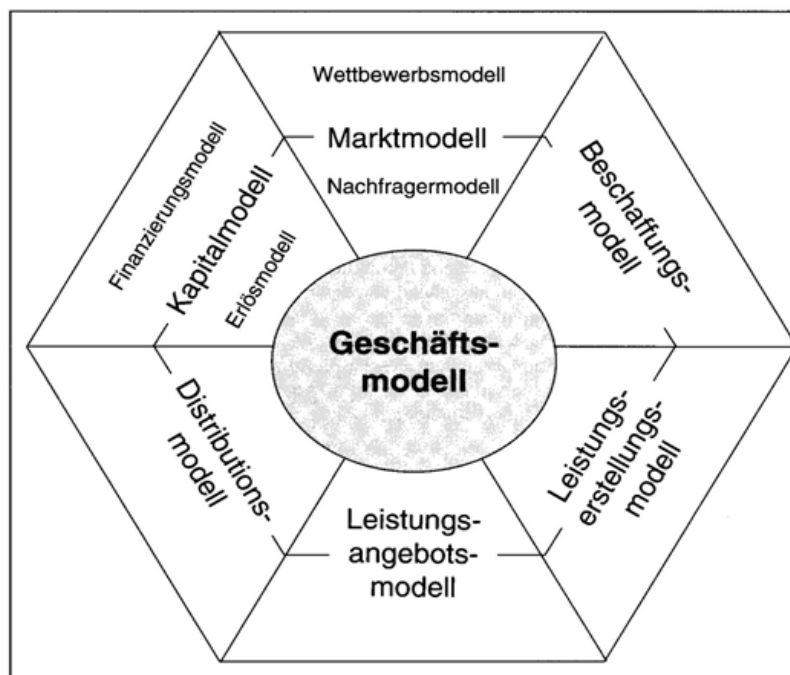 Wettbewerbsmodell
Marktmodell
Nachfragermodell
Beschaffungs-
modell
Finanzierungsmodell
Kapitalmodell
Erlösmodell
Geschäfts-
modell
Distributions-
modell
Leistungs-
erstellungs-
modell
Leistungs-
angebots-
modell